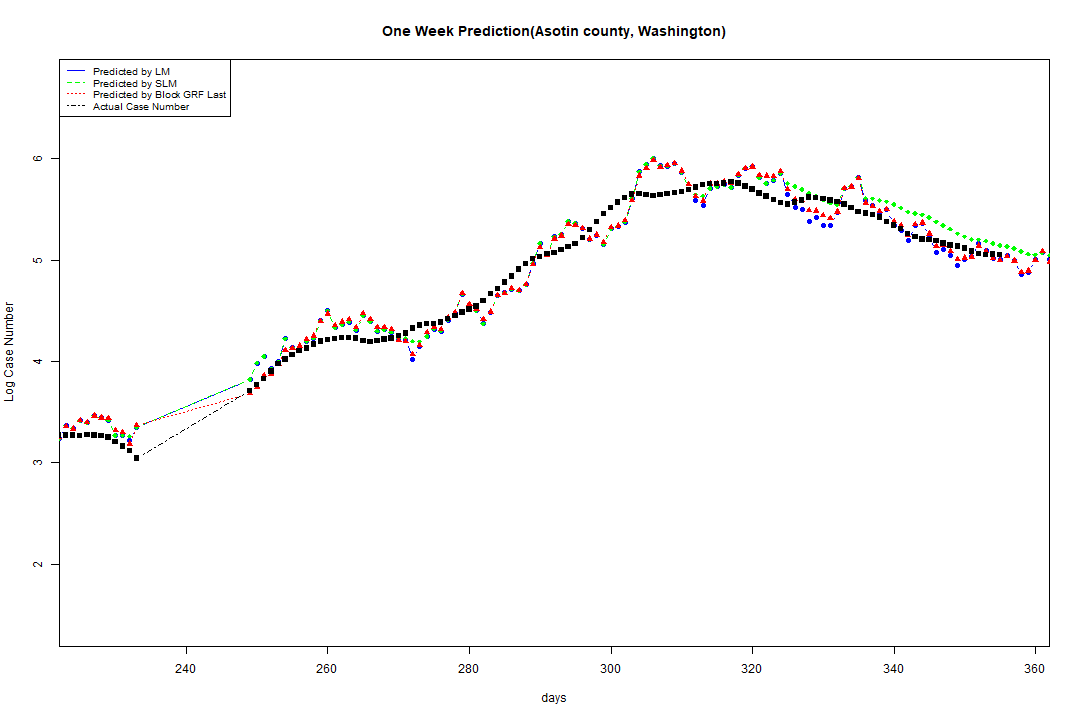 One Week Prediction(Asotin county, Washington)
Predicted by LM
Predicted by SLM
Predicted by Block GRF Last
Actual Case Number
6
5
4
3
2
Log Case Number
240 260 280 300 320 340 360
days